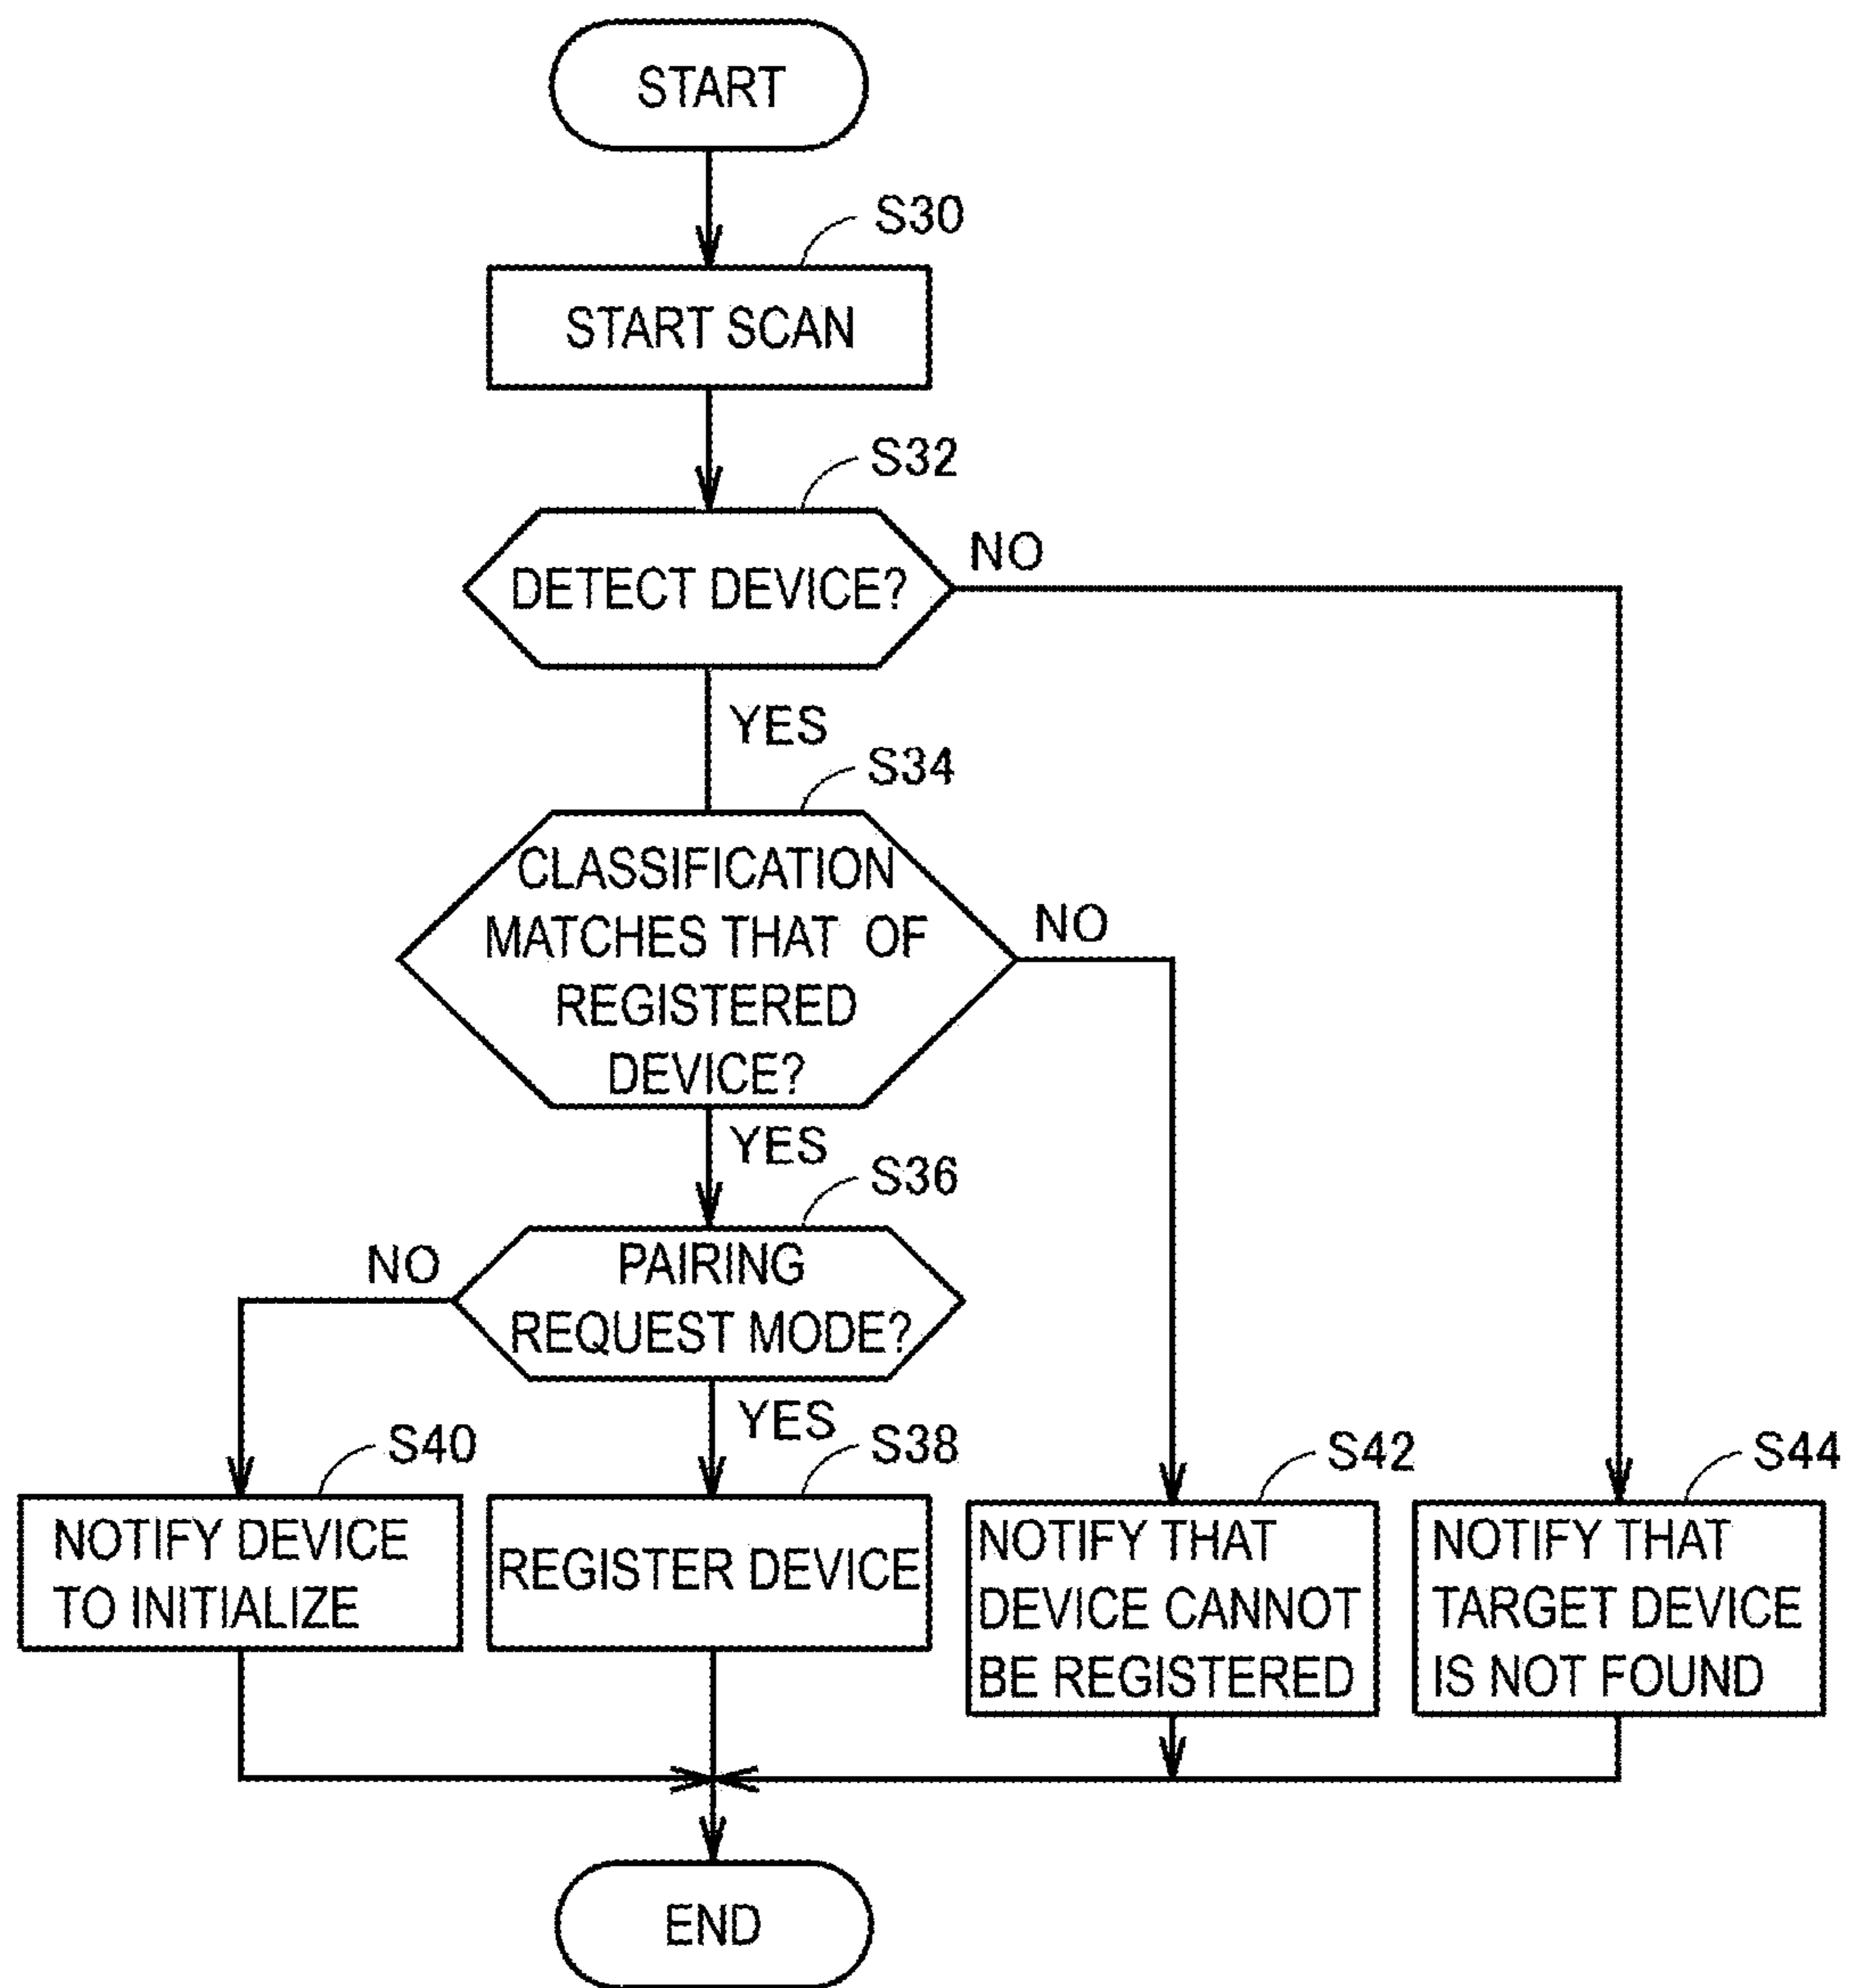 START
S30
START SCAN
S32
DETECT DEVICE?
NO
YES
S34
CLASSIFICATION
MATCHES THAT OF
REGISTERED
DEVICE?
NO
YES
S36
PAIRING
REQUEST MODE?
NO
YES
S40
NOTIFY DEVICE
TO INITIALIZE
S38
REGISTER DEVICE
S42
NOTIFY THAT
DEVICE CANNOT
BE REGISTERED
S44
NOTIFY THAT
TARGET DEVICE
IS NOT FOUND
END